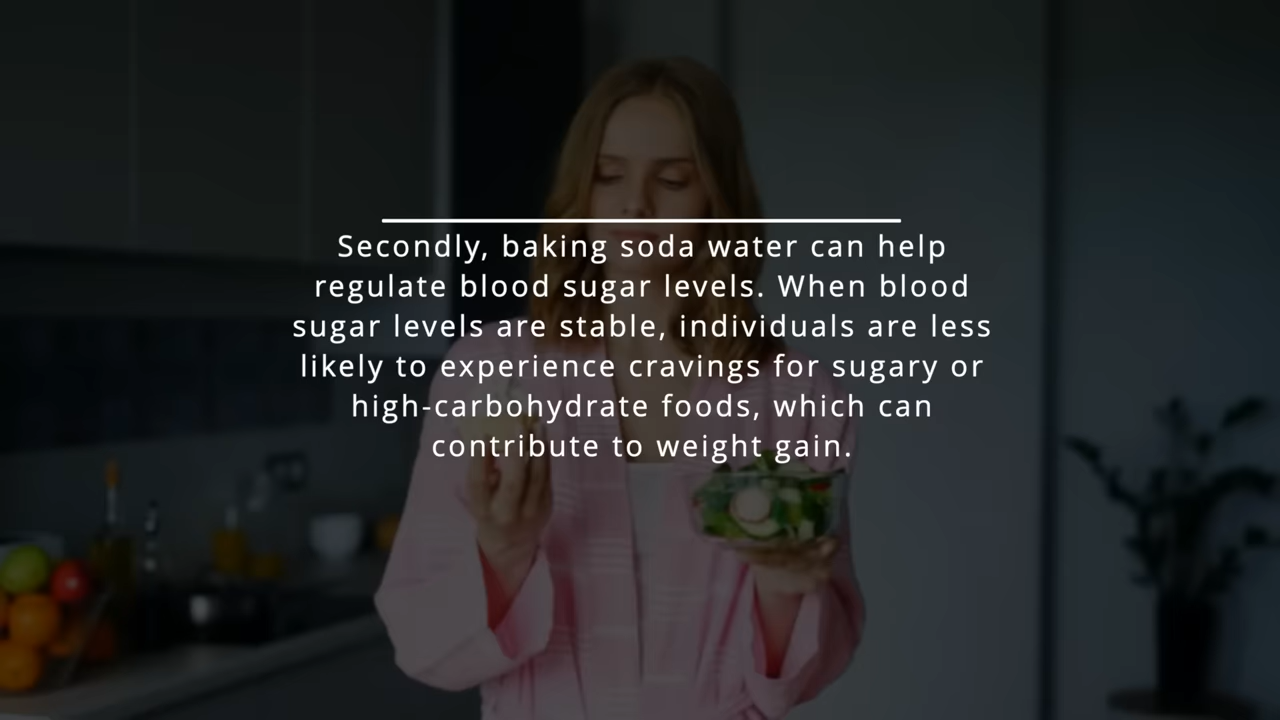 Secondly, baking soda water can help
regulate blood sugar levels. When blood
sugar levels are stable, individuals are less
likely to experience cravings for sugary or
high-carbohydrate foods, which can
contribute to weight gain.